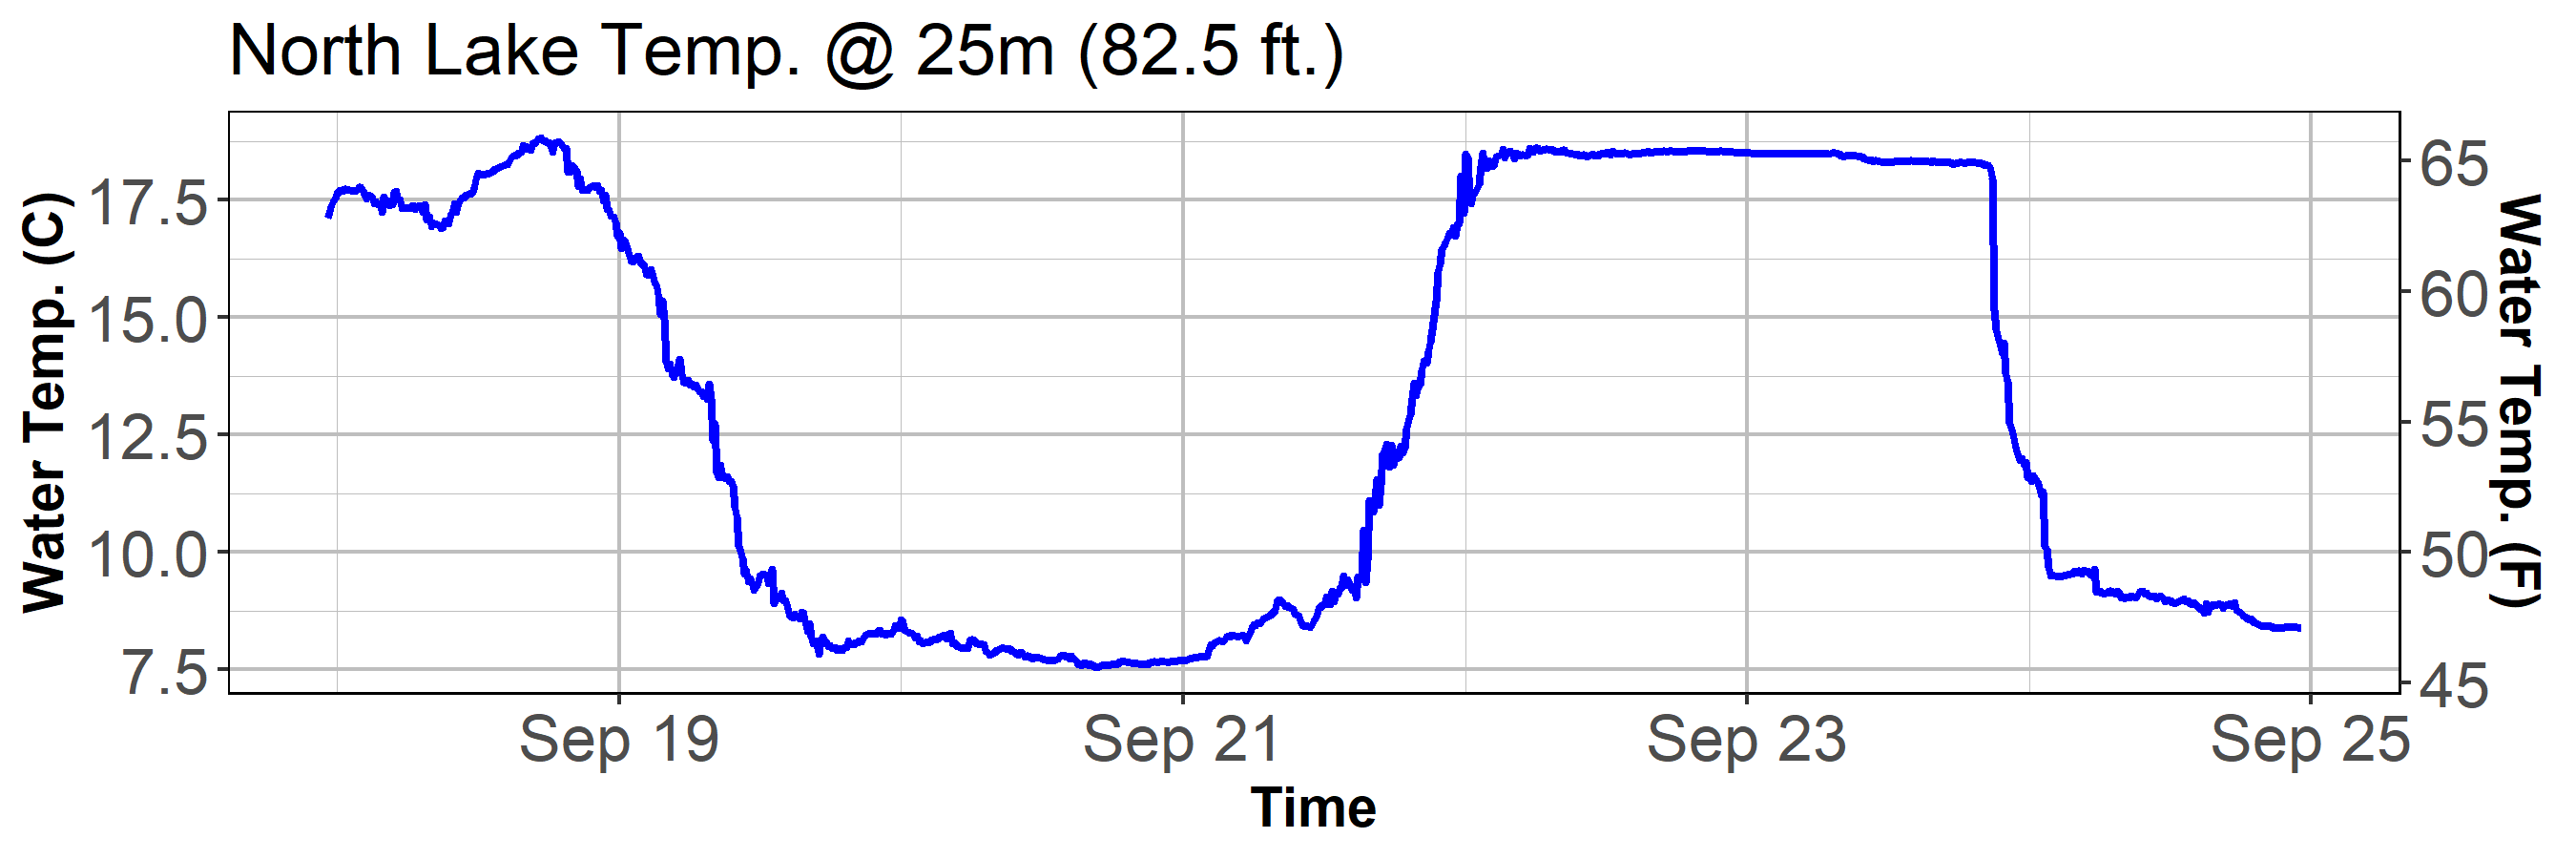 North Lake Temp. @ 25m (82.5 ft.)
Water Temp. (C)
17.5
15.0
12.5
10.0
7.5
65
60
55
50
45
Water Temp. (F)
Sep 19 Sep 21 Sep 23 Sep 25
Time